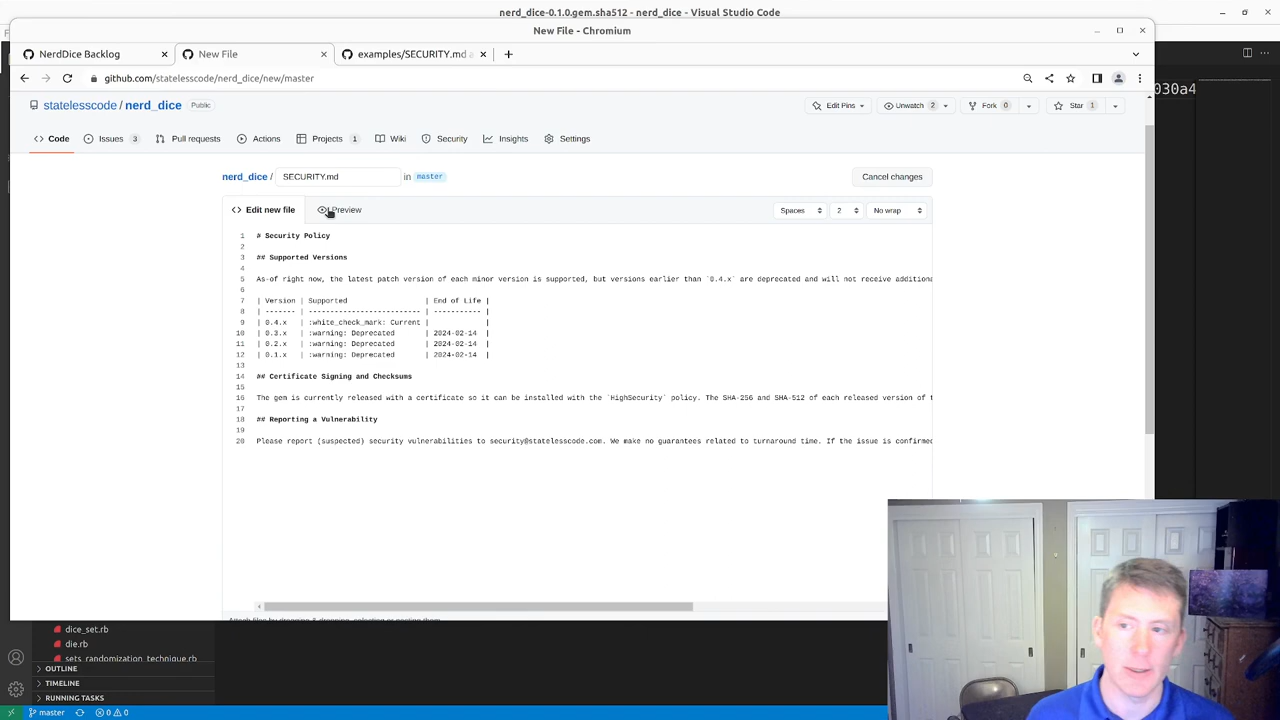 nerd_dice-0.1.0.gem.sha512 - nerd_dice - Visual Studio Code
New File - Chromium
NerdDice Backlog
New File
examples/SECURITY.md a
github.com/statelesscode/nerd_dice/new/master
030a4
statelesscode / nerd_dice Public
Edit Pins
Unwatch 2
Fork 0
Star 1
Code
Issues 3
Pull requests
Actions
Projects 1
Wiki
Security
Insights
Settings
nerd_dice / SECURITY.md in master
Cancel changes
Edit new file
Preview
Spaces
2
No wrap
1 # Security Policy
2
3 ## Supported Versions
4
5 As-of right now, the latest patch version of each minor version is supported, but versions earlier than `0.4.x` are deprecated and will not receive additiona
6
7 | Version | Supported | End of Life |
8 | ------- | -------------------------- | ----------- |
9 | 0.4.x | :white_check_mark: Current | |
10 | 0.3.x | :warning: Deprecated | 2024-02-14 |
11 | 0.2.x | :warning: Deprecated | 2024-02-14 |
12 | 0.1.x | :warning: Deprecated | 2024-02-14 |
13
14 ## Certificate Signing and Checksums
15
16 The gem is currently released with a certificate so it can be installed with the `HighSecurity` policy. The SHA-256 and SHA-512 of each released version of t
17
18 ## Reporting a Vulnerability
19
20 Please report (suspected) security vulnerabilities to security@statelesscode.com. We make no guarantees related to turnaround time. If the issue is confirmed
dice_set.rb
die.rb
sets_randomization_technique.rb
OUTLINE
TIMELINE
RUNNING TASKS
master
0 0